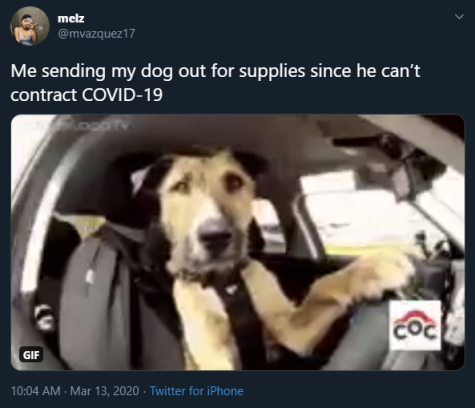 melz
@mvazquez17
Me sending my dog out for supplies since he can't
contract COVID-19
COC
GIF
10:04 AM · Mar 13, 2020 · Twitter for iPhone